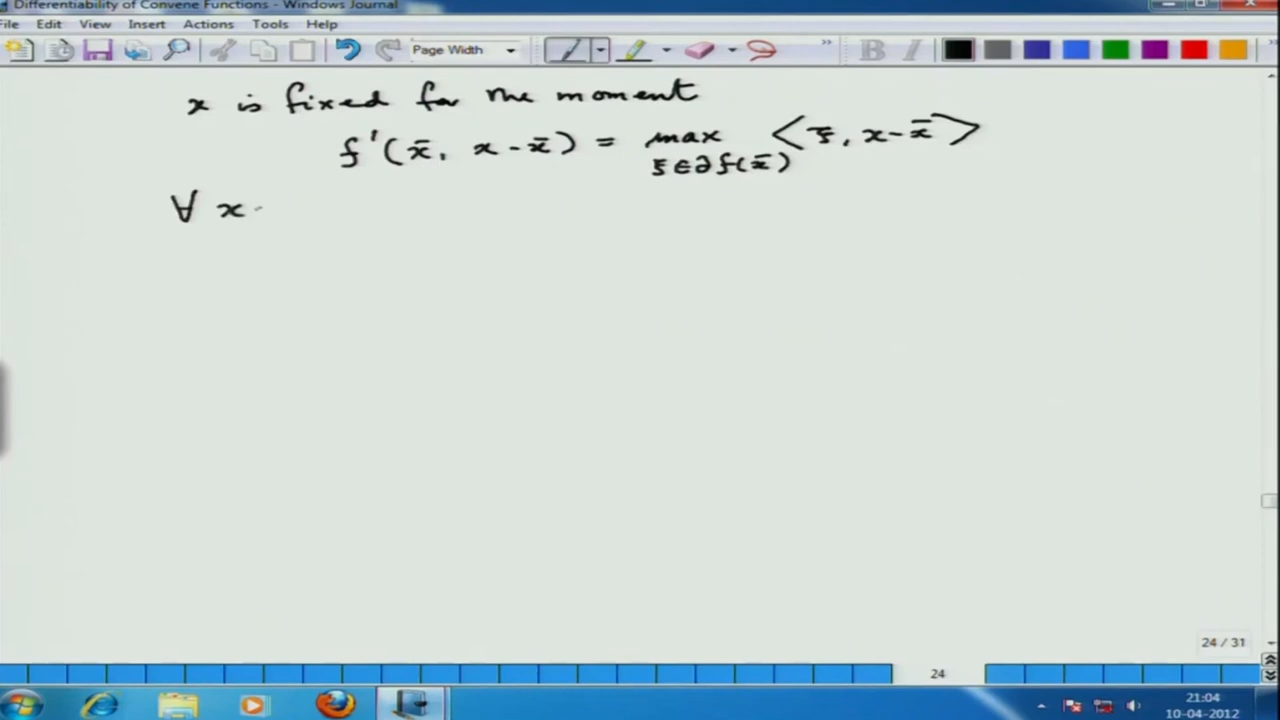 Differentiability of Convene Functions - Windows Journal
File Edit View Insert Actions Tools Help
Page Width
B I
x is fixed for the moment
f'(x̄, x-x̄) = max ⟨ξ, x-x̄⟩
ξ∈∂f(x̄)
∀ x
24 / 31
24
21:04
10-04-2012